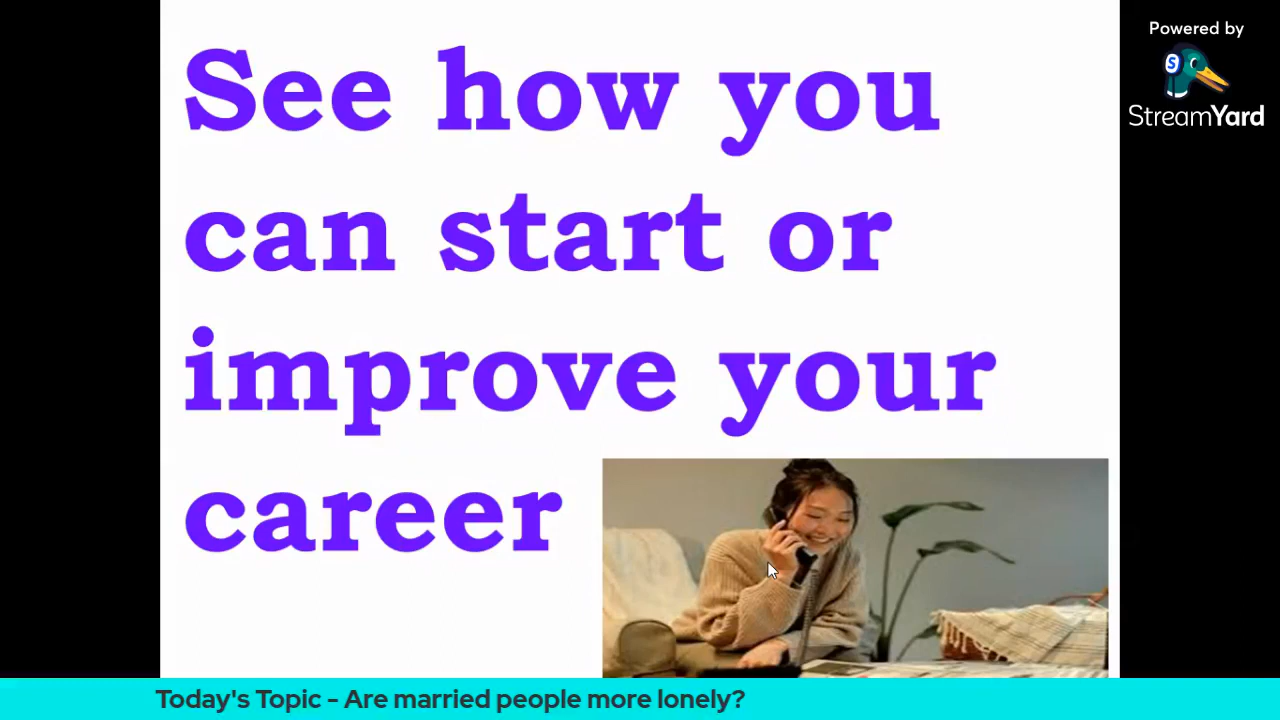 See how you
can start or
improve your
career
Powered by
S
StreamYard
Today's Topic - Are married people more lonely?